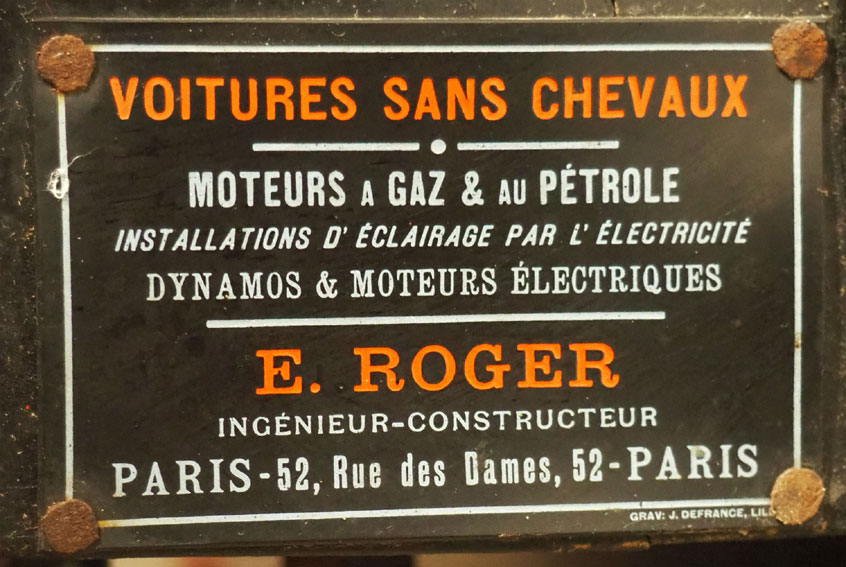 VOITURES SANS CHEVAUX
MOTEURS A GAZ & AU PÉTROLE
INSTALLATIONS D' ÉCLAIRAGE PAR L' ÉLECTRICITÉ
DYNAMOS & MOTEURS ÉLECTRIQUES
E. ROGER
INGÉNIEUR-CONSTRUCTEUR
PARIS-52, Rue des Dames, 52-PARIS
GRAV: J. DEFRANCE,